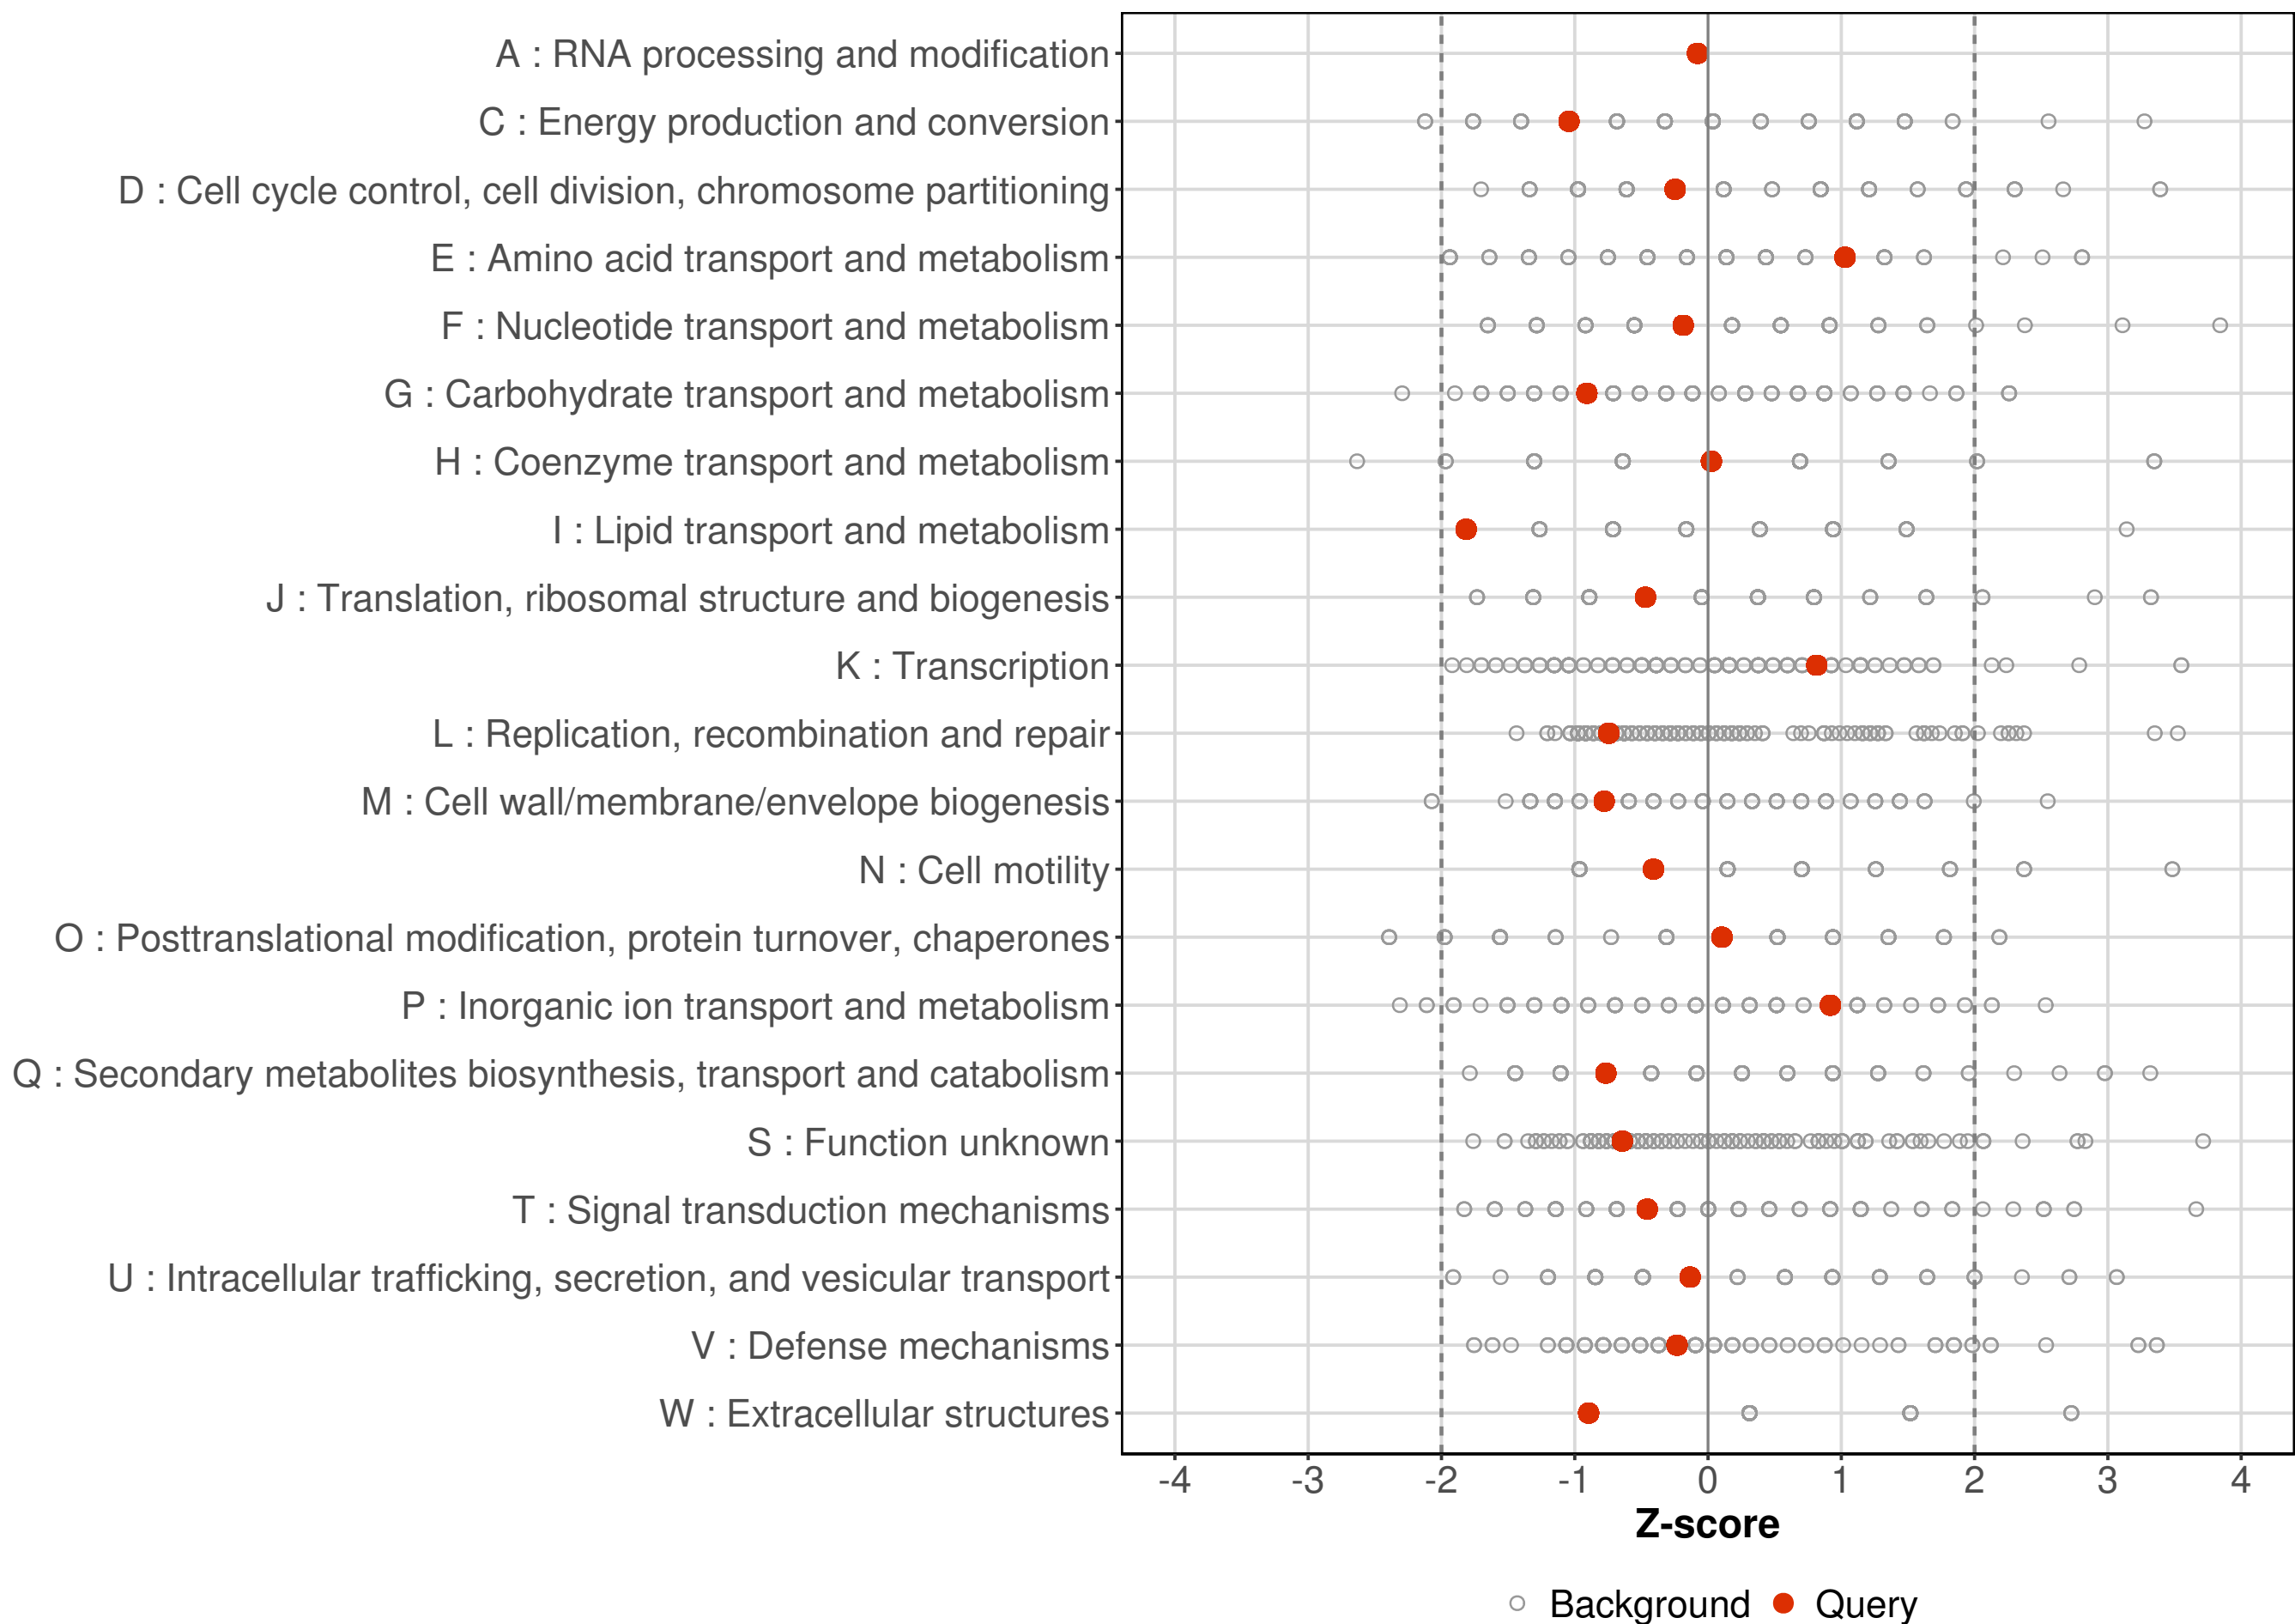 A : RNA processing and modification
C : Energy production and conversion
D : Cell cycle control, cell division, chromosome partitioning
E : Amino acid transport and metabolism
F : Nucleotide transport and metabolism
G : Carbohydrate transport and metabolism
H : Coenzyme transport and metabolism
I : Lipid transport and metabolism
J : Translation, ribosomal structure and biogenesis
K : Transcription
L : Replication, recombination and repair
M : Cell wall/membrane/envelope biogenesis
N : Cell motility
O : Posttranslational modification, protein turnover, chaperones
P : Inorganic ion transport and metabolism
Q : Secondary metabolites biosynthesis, transport and catabolism
S : Function unknown
T : Signal transduction mechanisms
U : Intracellular trafficking, secretion, and vesicular transport
V : Defense mechanisms
W : Extracellular structures
-4 -3 -2 -1 0 1 2 3 4
Z-score
Background Query